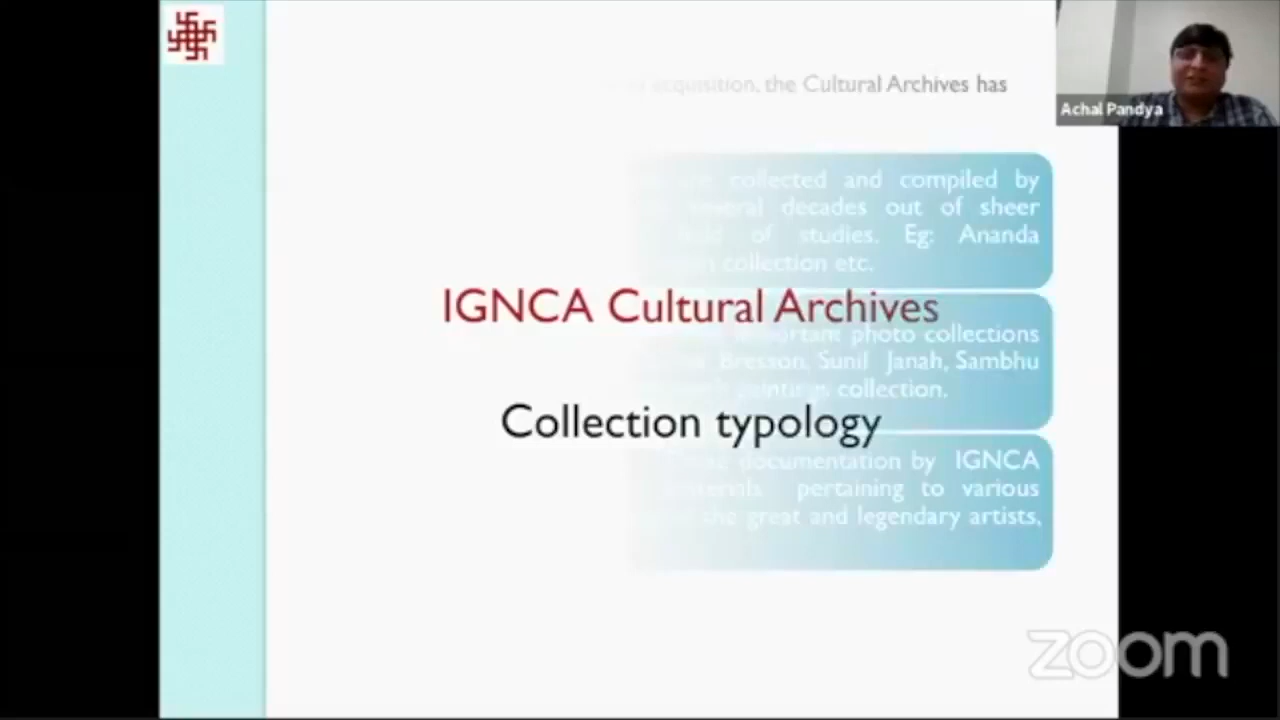 acquisition, the Cultural Archives has
Achal Pandya
collected and compiled by
several decades out of sheer
of studies. Eg: Ananda
collection etc.
IGNCA Cultural Archives
important photo collections
Bresson, Sunil Janah, Sambhu
paintings collection.
Collection typology
documentation by IGNCA
materials pertaining to various
the great and legendary artists,
zoom